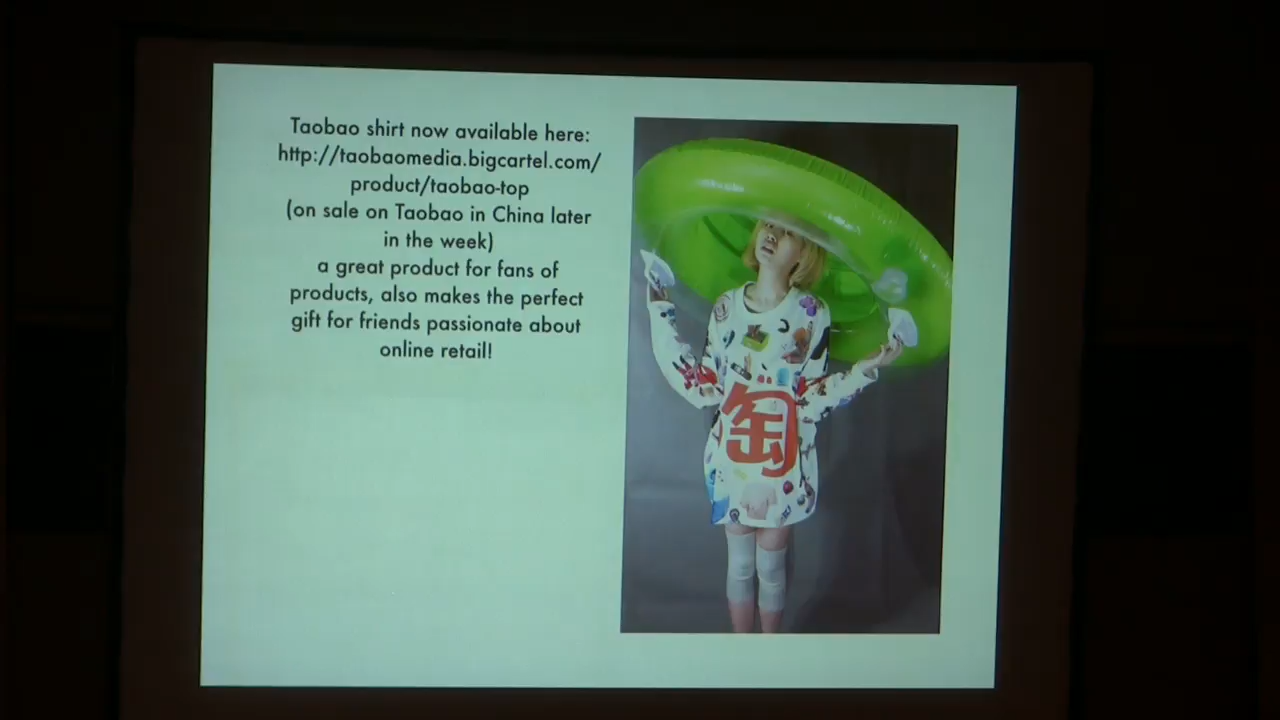 Taobao shirt now available here:
http://taobaomedia.bigcartel.com/
product/taobao-top
(on sale on Taobao in China later
in the week)
a great product for fans of
products, also makes the perfect
gift for friends passionate about
online retail!
淘